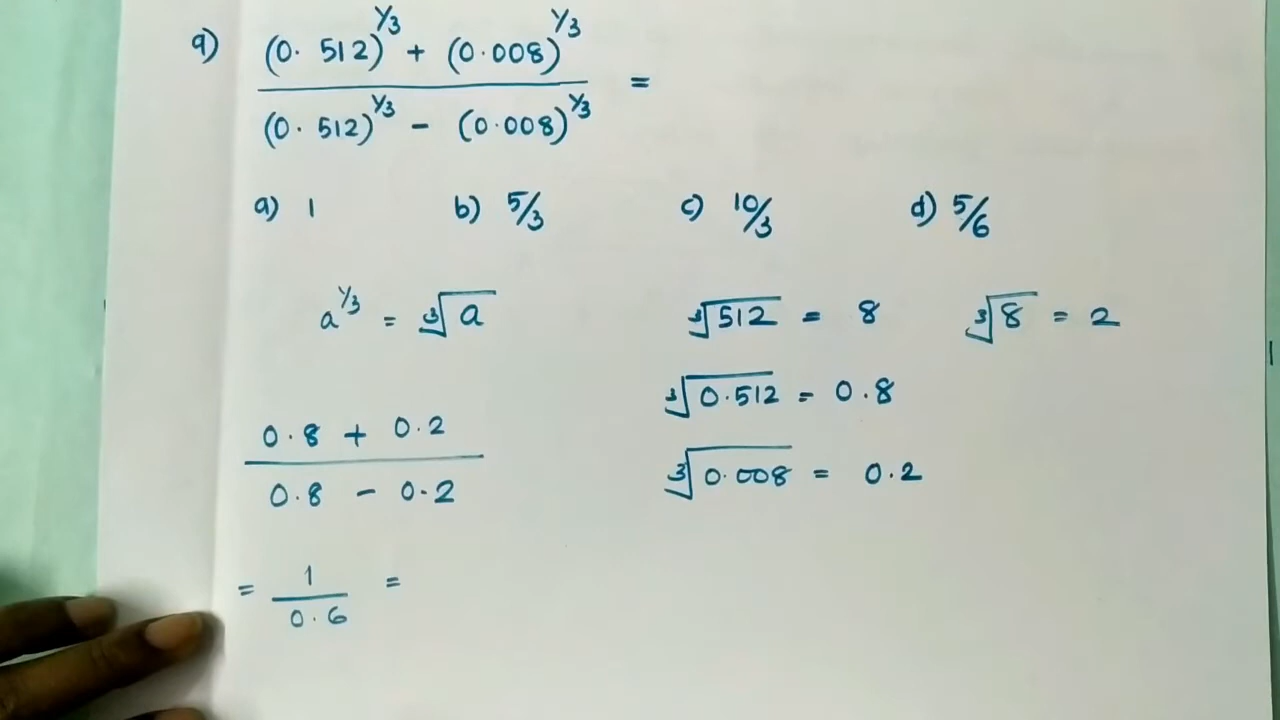 9) (0.512)^1/3 + (0.008)^1/3
(0.512)^1/3 - (0.008)^1/3 =
a) 1 b) 5/3 c) 10/3 d) 5/6
a^1/3 = ∛a ∛512 = 8 ∛8 = 2
∛0.512 = 0.8
0.8 + 0.2
0.8 - 0.2
∛0.008 = 0.2
= 1/0.6 =